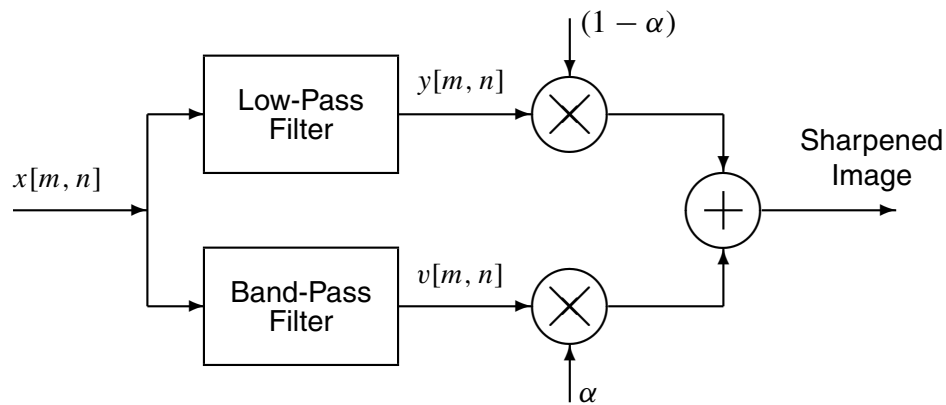 (1 − α)
Low-Pass
Filter
y[m, n]
x[m, n]
Sharpened
Image
Band-Pass
Filter
v[m, n]
α